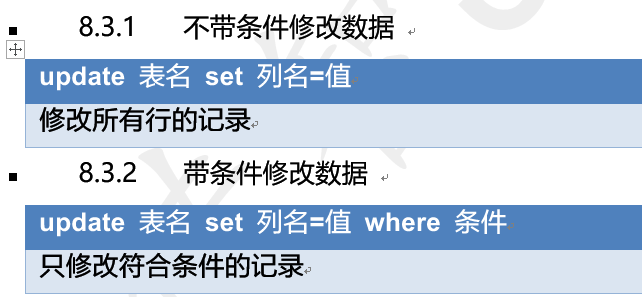 8.3.1 不带条件修改数据
update 表名 set 列名=值
修改所有行的记录
8.3.2 带条件修改数据
update 表名 set 列名=值 where 条件
只修改符合条件的记录